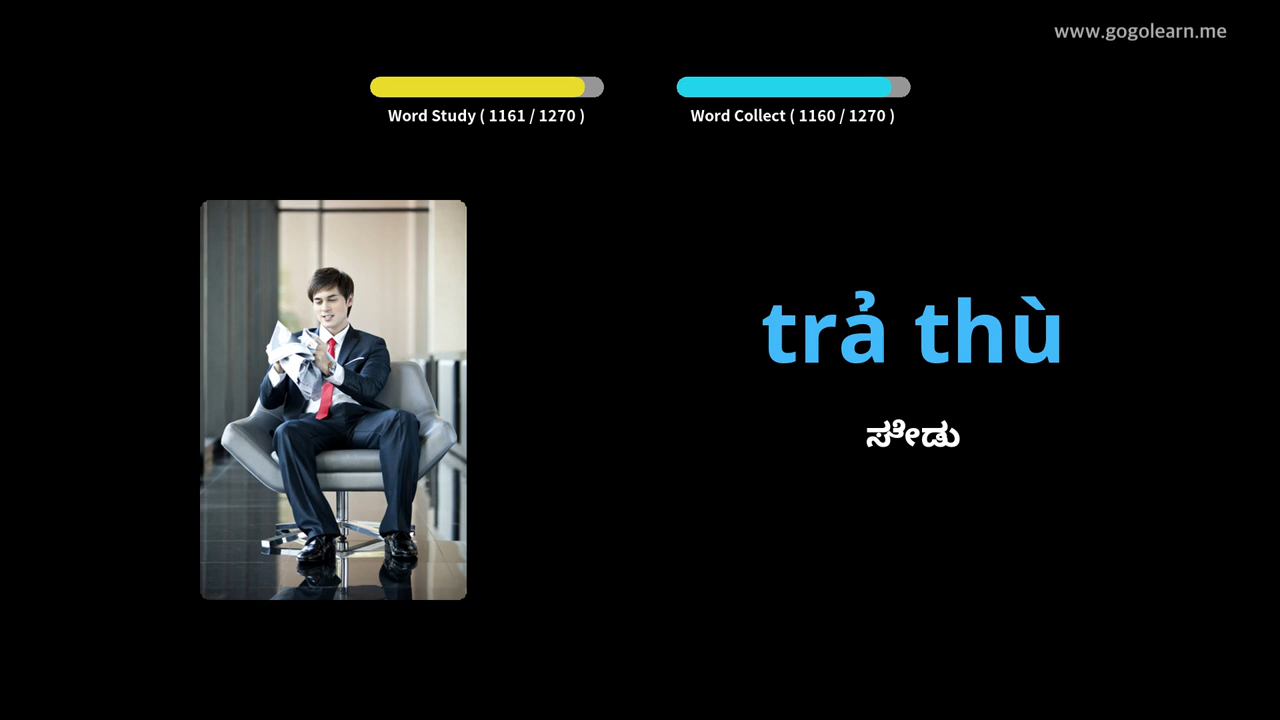 www.gogolearn.me
Word Study ( 1161 / 1270 )
Word Collect ( 1160 / 1270 )
trả thù
ಸೇಡು